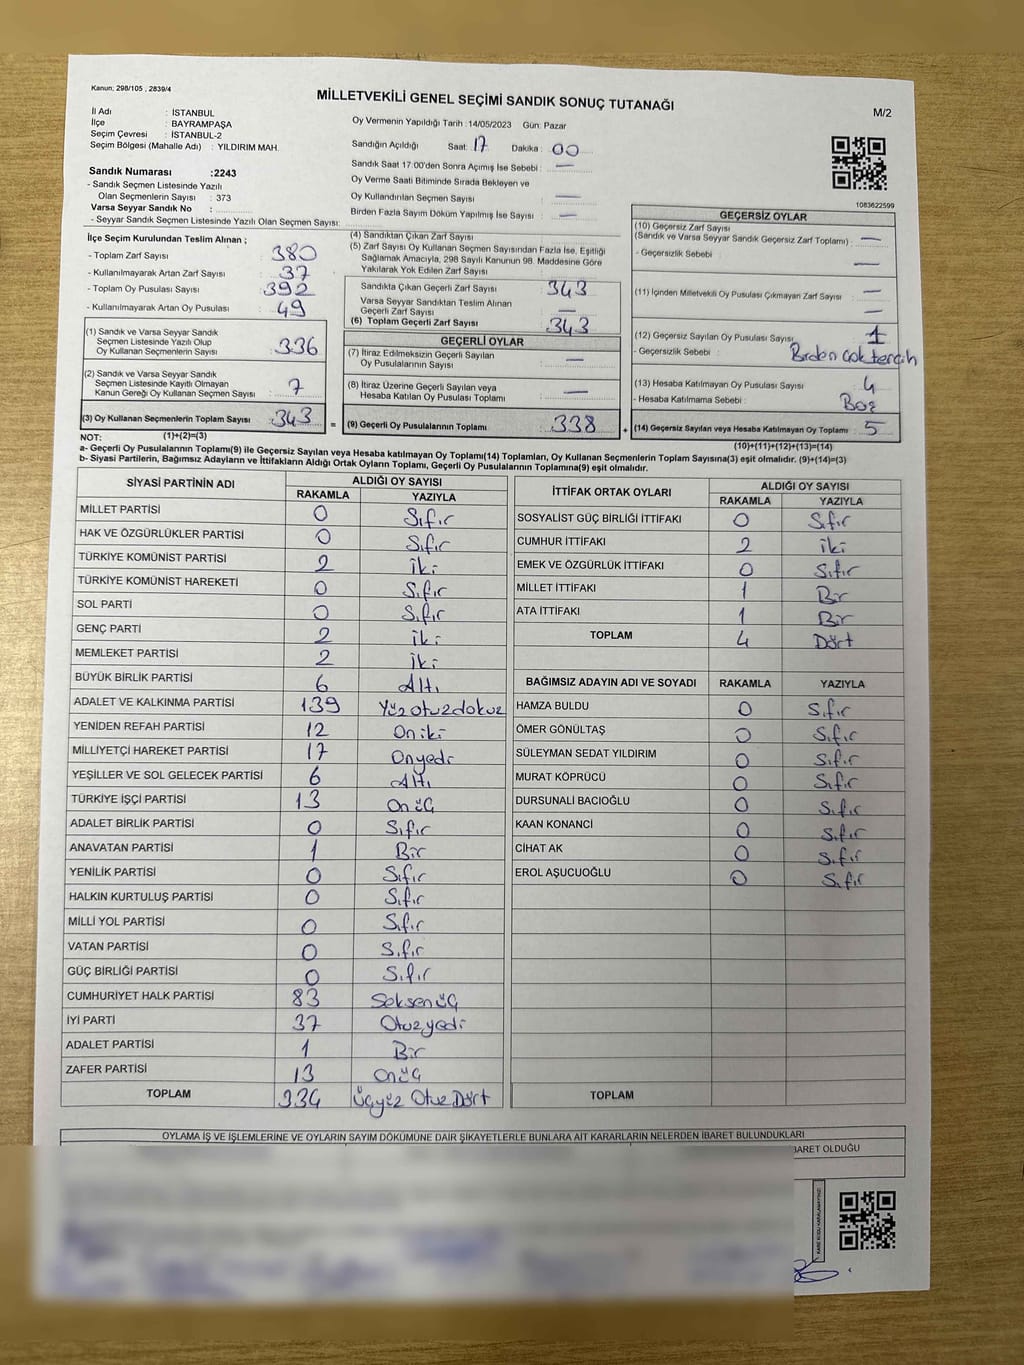 Kanun: 298/105 , 2839/4
MİLLETVEKİLİ GENEL SEÇİMİ SANDIK SONUÇ TUTANAĞI
M/2
İl Adı : İSTANBUL
İlçe : BAYRAMPAŞA
Seçim Çevresi : İSTANBUL-2
Seçim Bölgesi (Mahalle Adı) : YILDIRIM MAH.
Oy Vermenin Yapıldığı Tarih : 14/05/2023 Gün: Pazar
Sandığın Açıldığı Saat: 17 Dakika : 00
Sandık Saat 17:00'den Sonra Açılmış İse Sebebi : —
Oy Verme Saati Bitiminde Sırada Bekleyen ve
Oy Kullandırılan Seçmen Sayısı : —
Birden Fazla Sayım Döküm Yapılmış İse Sayısı : —
Sandık Numarası : 2243
- Sandık Seçmen Listesinde Yazılı
Olan Seçmenlerin Sayısı : 373
Varsa Seyyar Sandık No :
- Seyyar Sandık Seçmen Listesinde Yazılı Olan Seçmen Sayısı:
1083622599
İlçe Seçim Kurulundan Teslim Alınan ;
- Toplam Zarf Sayısı : 380
- Kullanılmayarak Artan Zarf Sayısı : 37
- Toplam Oy Pusulası Sayısı : 392
- Kullanılmayarak Artan Oy Pusulası : 49
(1) Sandık ve Varsa Seyyar Sandık
Seçmen Listesinde Yazılı Olup
Oy Kullanan Seçmenlerin Sayısı : 336
(2) Sandık ve Varsa Seyyar Sandık
Seçmen Listesinde Kayıtlı Olmayan
Kanun Gereği Oy Kullanan Seçmen Sayısı : 7
(3) Oy Kullanan Seçmenlerin Toplam Sayısı : 343
(4) Sandıktan Çıkan Zarf Sayısı :
(5) Zarf Sayısı Oy Kullanan Seçmen Sayısından Fazla İse, Eşitliği
Sağlamak Amacıyla, 298 Sayılı Kanunun 98. Maddesine Göre
Yakılarak Yok Edilen Zarf Sayısı :
Sandıkta Çıkan Geçerli Zarf Sayısı : 343
Varsa Seyyar Sandıktan Teslim Alınan
Geçerli Zarf Sayısı : —
(6) Toplam Geçerli Zarf Sayısı : 343
GEÇERLİ OYLAR
(7) İtiraz Edilmeksizin Geçerli Sayılan
Oy Pusulalarının Sayısı : —
(8) İtiraz Üzerine Geçerli Sayılan veya
Hesaba Katılan Oy Pusulası Toplamı : —
= (9) Geçerli Oy Pusulalarının Toplamı : 338
GEÇERSİZ OYLAR
(10) Geçersiz Zarf Sayısı
(Sandık ve Varsa Seyyar Sandık Geçersiz Zarf Toplamı) : —
- Geçersizlik Sebebi : —
(11) İçinden Milletvekili Oy Pusulası Çıkmayan Zarf Sayısı : —
(12) Geçersiz Sayılan Oy Pusulası Sayısı : 1
- Geçersizlik Sebebi : Birden çok tercih
(13) Hesaba Katılmayan Oy Pusulası Sayısı : 4
- Hesaba Katılmama Sebebi : Boş
+ (14) Geçersiz Sayılan veya Hesaba Katılmayan Oy Toplamı : 5
NOT: (1)+(2)=(3)
(10)+(11)+(12)+(13)=(14)
a- Geçerli Oy Pusulaları Toplamı(9) ile Geçersiz Sayılan veya Hesaba Katılmayan Oy Toplamı(14) Toplamları, Oy Kullanan Seçmenlerin Toplam Sayısına(3) eşit olmalıdır. (9)+(14)=(3)
b- Siyasi Partilerin, Bağımsız Adayların ve İttifakların Aldığı Ortak Oyların Toplamı, Geçerli Oy Pusulalarının Toplamına(9) eşit olmalıdır.
SİYASİ PARTİNİN ADI ALDIĞI OY SAYISI
RAKAMLA YAZIYLA
MİLLET PARTİSİ 0 Sıfır
HAK VE ÖZGÜRLÜKLER PARTİSİ 0 Sıfır
TÜRKİYE KOMÜNİST PARTİSİ 2 iki
TÜRKİYE KOMÜNİST HAREKETİ 0 Sıfır
SOL PARTİ 0 Sıfır
GENÇ PARTİ 2 iki
MEMLEKET PARTİSİ 2 iki
BÜYÜK BİRLİK PARTİSİ 6 Altı
ADALET VE KALKINMA PARTİSİ 139 Yüzotuzdokuz
YENİDEN REFAH PARTİSİ 12 Oniki
MİLLİYETÇİ HAREKET PARTİSİ 17 Onyedi
YEŞİLLER VE SOL GELECEK PARTİSİ 6 Altı
TÜRKİYE İŞÇİ PARTİSİ 13 Onüç
ADALET BİRLİK PARTİSİ 0 Sıfır
ANAVATAN PARTİSİ 1 Bir
YENİLİK PARTİSİ 0 Sıfır
HALKIN KURTULUŞ PARTİSİ 0 Sıfır
MİLLİ YOL PARTİSİ 0 Sıfır
VATAN PARTİSİ 0 Sıfır
GÜÇ BİRLİĞİ PARTİSİ 0 Sıfır
CUMHURİYET HALK PARTİSİ 83 Seksenüç
İYİ PARTİ 37 Otuzyedi
ADALET PARTİSİ 1 Bir
ZAFER PARTİSİ 13 Onüç
TOPLAM 334 Üçyüz Otuz Dört
İTTİFAK ORTAK OYLARI ALDIĞI OY SAYISI
RAKAMLA YAZIYLA
SOSYALİST GÜÇ BİRLİĞİ İTTİFAKI 0 Sıfır
CUMHUR İTTİFAKI 2 iki
EMEK VE ÖZGÜRLÜK İTTİFAKI 0 Sıfır
MİLLET İTTİFAKI 1 Bir
ATA İTTİFAKI 1 Bir
TOPLAM 4 Dört
BAĞIMSIZ ADAYIN ADI VE SOYADI RAKAMLA YAZIYLA
HAMZA BULDU 0 Sıfır
ÖMER GÖNÜLTAŞ 0 Sıfır
SÜLEYMAN SEDAT YILDIRIM 0 Sıfır
MURAT KÖPRÜCÜ 0 Sıfır
DURSUNALİ BACIOĞLU 0 Sıfır
KAAN KONANCİ 0 Sıfır
CİHAT AK 0 Sıfır
EROL AŞUCUOĞLU 0 Sıfır
TOPLAM
OYLAMA İŞ VE İŞLEMLERİNE VE OYLARIN SAYIM DÖKÜMÜNE DAİR ŞİKAYETLERLE BUNLARA AİT KARARLARIN NELERDEN İBARET BULUNDUKLARI
BARET OLDUĞU